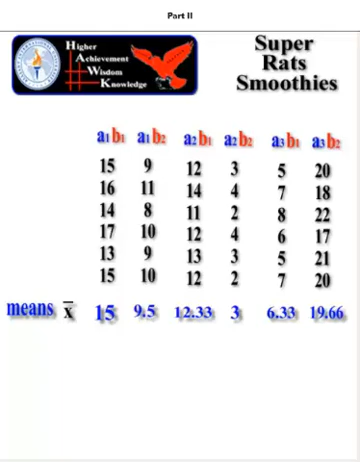 Part II
Higher
Achievement
Wisdom
Knowledge
Super
Rats
Smoothies
a1b1 a1b2 a2b1 a2b2 a3b1 a3b2
15 9 12 3 5 20
16 11 14 4 7 18
14 8 11 2 8 22
17 10 12 4 6 17
13 9 13 3 5 21
15 10 12 2 7 20
means x̄ 15 9.5 12.33 3 6.33 19.66